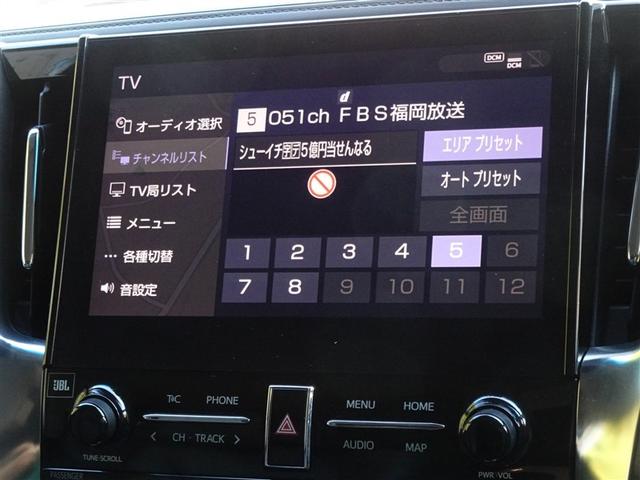 DCM
DCM
TV
オーディオ選択
チャンネルリスト
TV局リスト
メニュー
各種切替
音設定
d
5 051ch FBS福岡放送
シューイチ🈑🈓5億円当せんなる
エリア プリセット
オート プリセット
全画面
1 2 3 4 5 6
7 8 9 10 11 12
JBL
T&C PHONE
< CH・TRACK >
TUNE・SCROLL
PASSENGER
MENU HOME
AUDIO MAP
PWR・VOL